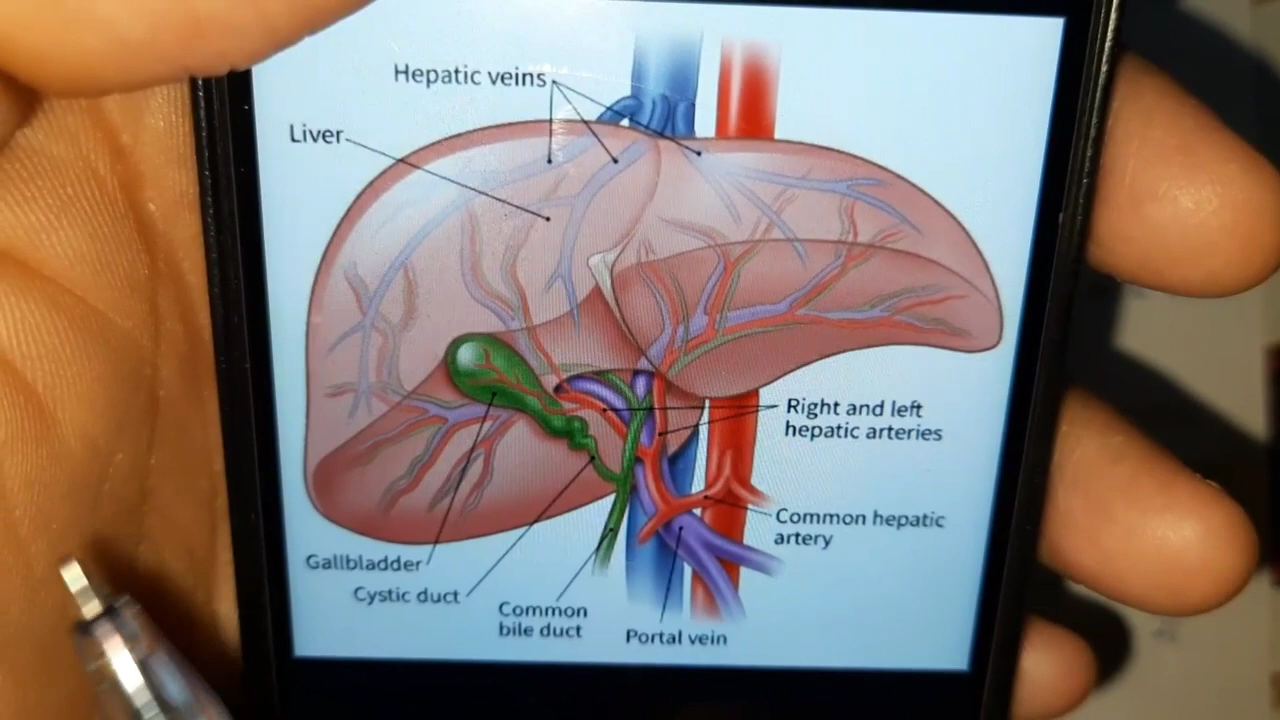 Hepatic veins
Liver
Right and left
hepatic arteries
Common hepatic
artery
Gallbladder
Cystic duct
Common
bile duct
Portal vein